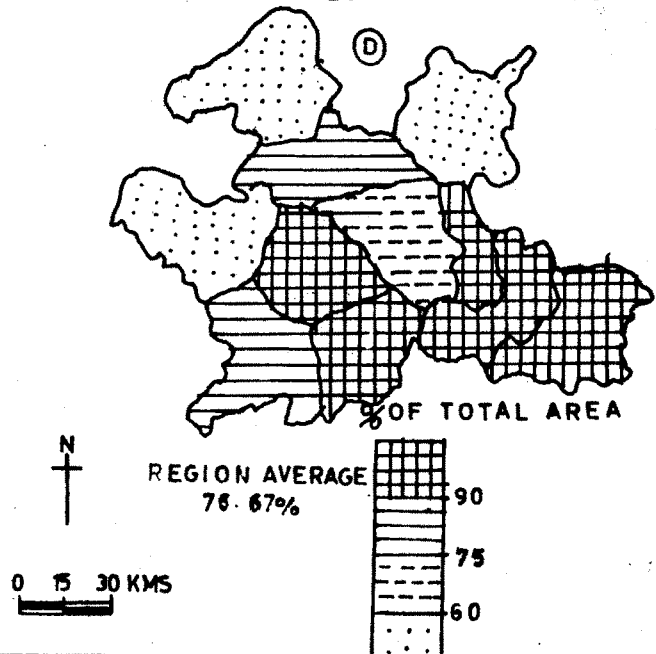 D
% OF TOTAL AREA
N
REGION AVERAGE
76.67%
90
75
60
0 15 30 KMS